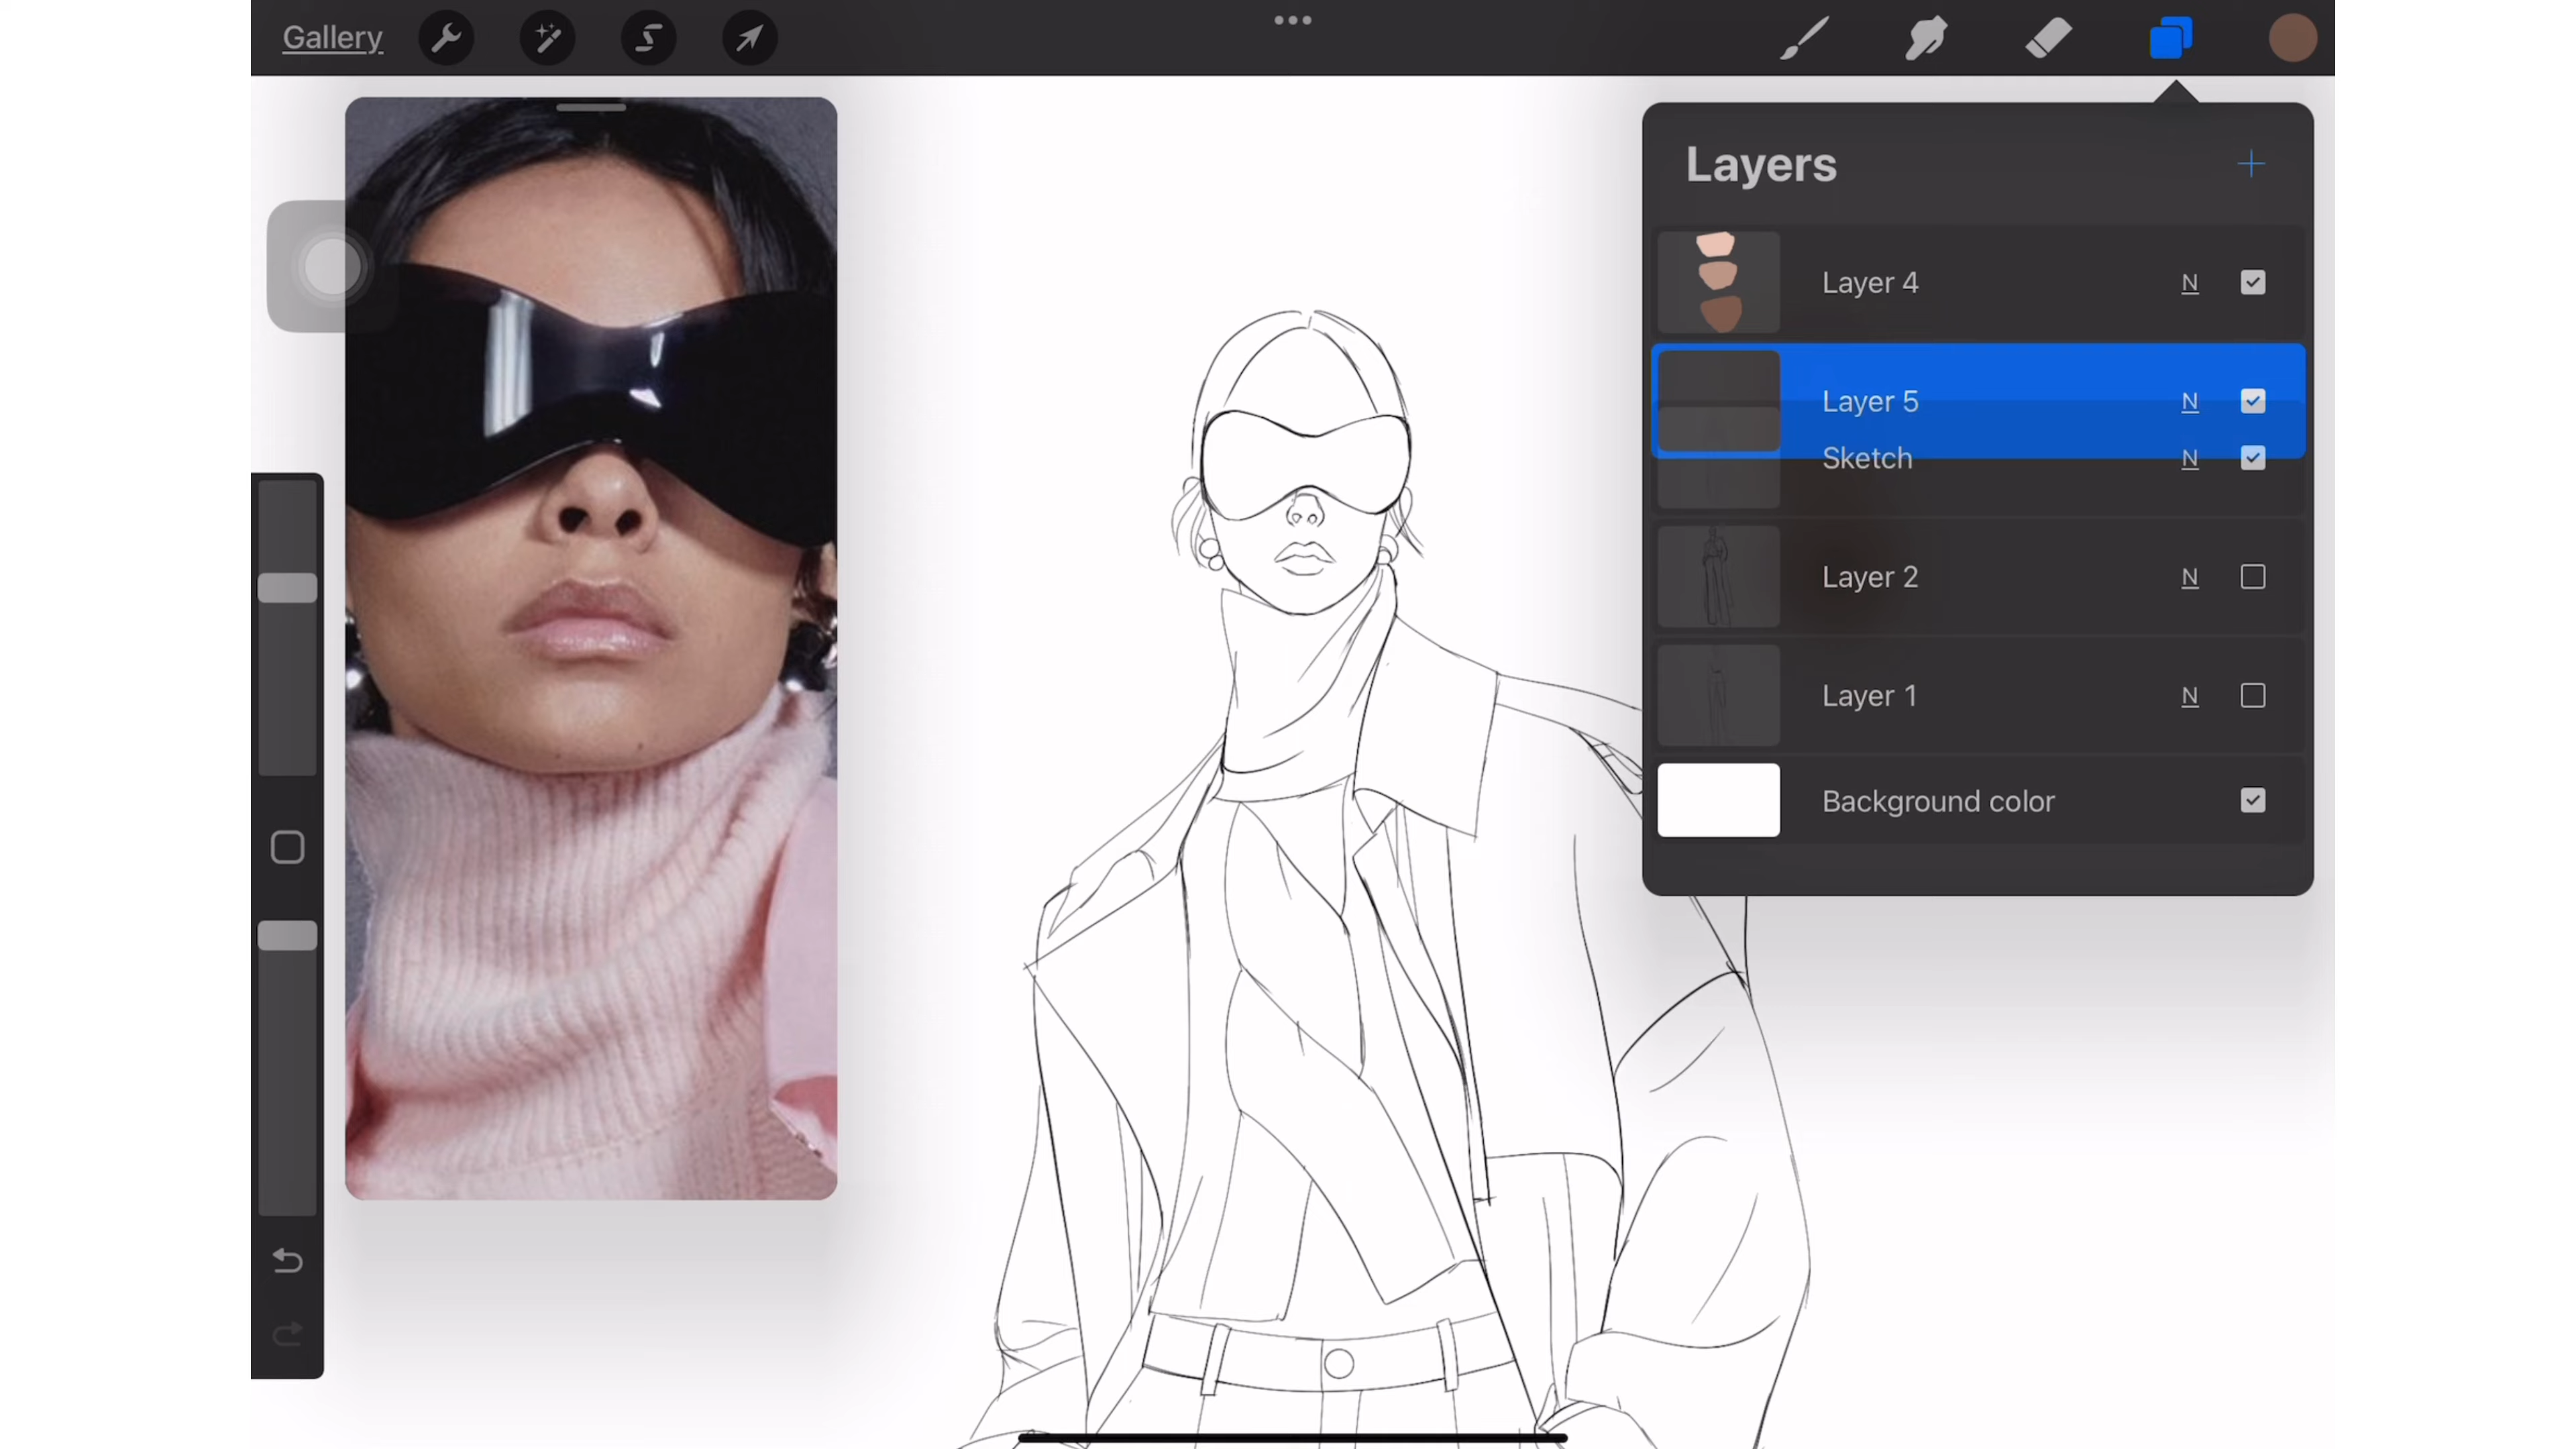 Gallery
Layers
Layer 4 N
Layer 5 N
Sketch N
Layer 2 N
Layer 1 N
Background color